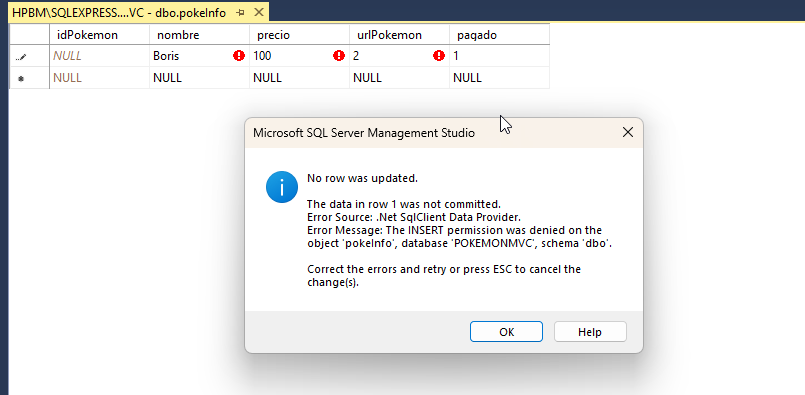 HPBM\SQLEXPRESS....VC - dbo.pokeInfo
idPokemon nombre precio urlPokemon pagado
NULL Boris 100 2 1
NULL NULL NULL NULL NULL
Microsoft SQL Server Management Studio
No row was updated.
The data in row 1 was not committed.
Error Source: .Net SqlClient Data Provider.
Error Message: The INSERT permission was denied on the
object 'pokeInfo', database 'POKEMONMVC', schema 'dbo'.
Correct the errors and retry or press ESC to cancel the
change(s).
OK Help